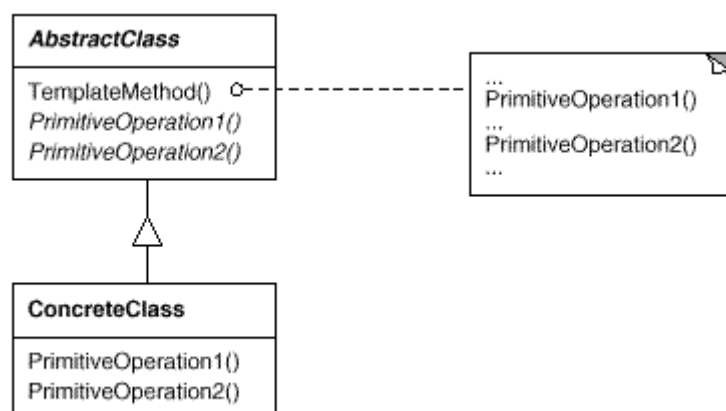 AbstractClass
TemplateMethod()
PrimitiveOperation1()
PrimitiveOperation2()
...
PrimitiveOperation1()
...
PrimitiveOperation2()
...
ConcreteClass
PrimitiveOperation1()
PrimitiveOperation2()